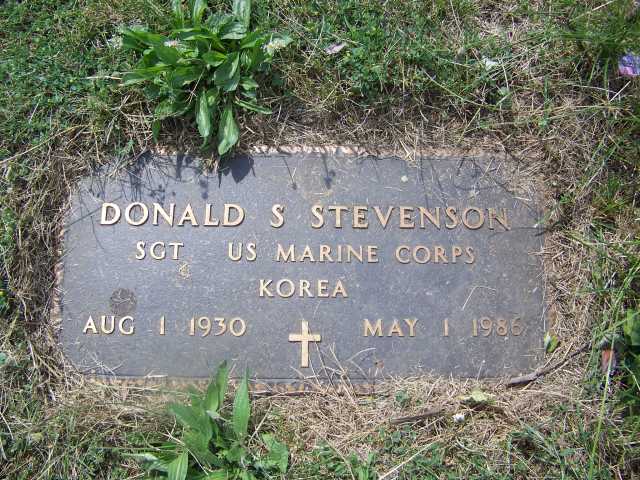 DONALD S STEVENSON
SGT US MARINE CORPS
KOREA
AUG 1 1930 MAY 1 1986